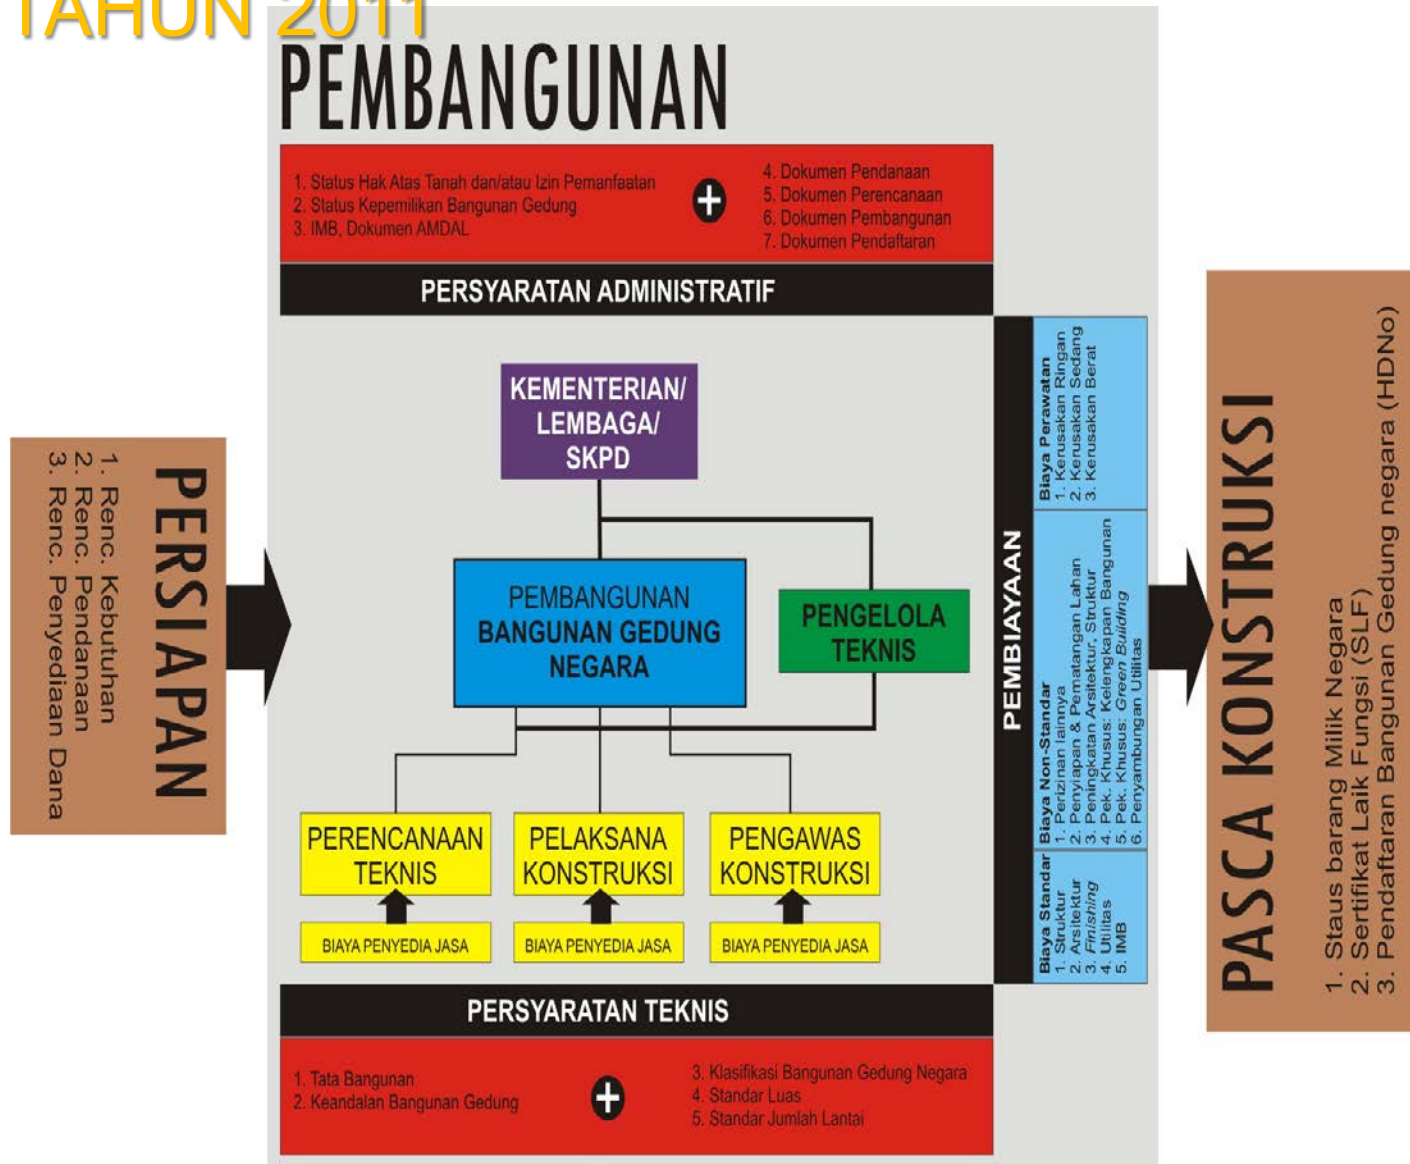 TAHUN 2011
PEMBANGUNAN
1. Status Hak Atas Tanah dan/atau Izin Pemanfaatan
2. Status Kepemilikan Bangunan Gedung
3. IMB, Dokumen AMDAL
+
4. Dokumen Pendanaan
5. Dokumen Perencanaan
6. Dokumen Pembangunan
7. Dokumen Pendaftaran
PERSYARATAN ADMINISTRATIF
PERSIAPAN
1. Renc. Kebutuhan
2. Renc. Pendanaan
3. Renc. Penyediaan Dana
KEMENTERIAN/
LEMBAGA/
SKPD
PEMBANGUNAN
BANGUNAN GEDUNG
NEGARA
PENGELOLA
TEKNIS
PERENCANAAN
TEKNIS
PELAKSANA
KONSTRUKSI
PENGAWAS
KONSTRUKSI
BIAYA PENYEDIA JASA
BIAYA PENYEDIA JASA
BIAYA PENYEDIA JASA
PEMBIAYAAN
Biaya Standar
1. Struktur
2. Arsitektur
3. Finishing
4. Utilitas
5. IMB
Biaya Non-Standar
1. Perizinan lainnya
2. Penyiapan & Pematangan Lahan
3. Peningkatan Arsitektur, Struktur
4. Pek. Khusus: Kelengkapan Bangunan
5. Pek. Khusus: Green Building
6. Penyambungan Utilitas
Biaya Perawatan
1. Kerusakan Ringan
2. Kerusakan Sedang
3. Kerusakan Berat
PERSYARATAN TEKNIS
1. Tata Bangunan
2. Keandalan Bangunan Gedung
+
3. Klasifikasi Bangunan Gedung Negara
4. Standar Luas
5. Standar Jumlah Lantai
PASCA KONSTRUKSI
1. Staus barang Milik Negara
2. Sertifikat Laik Fungsi (SLF)
3. Pendaftaran Bangunan Gedung negara (HDNo)